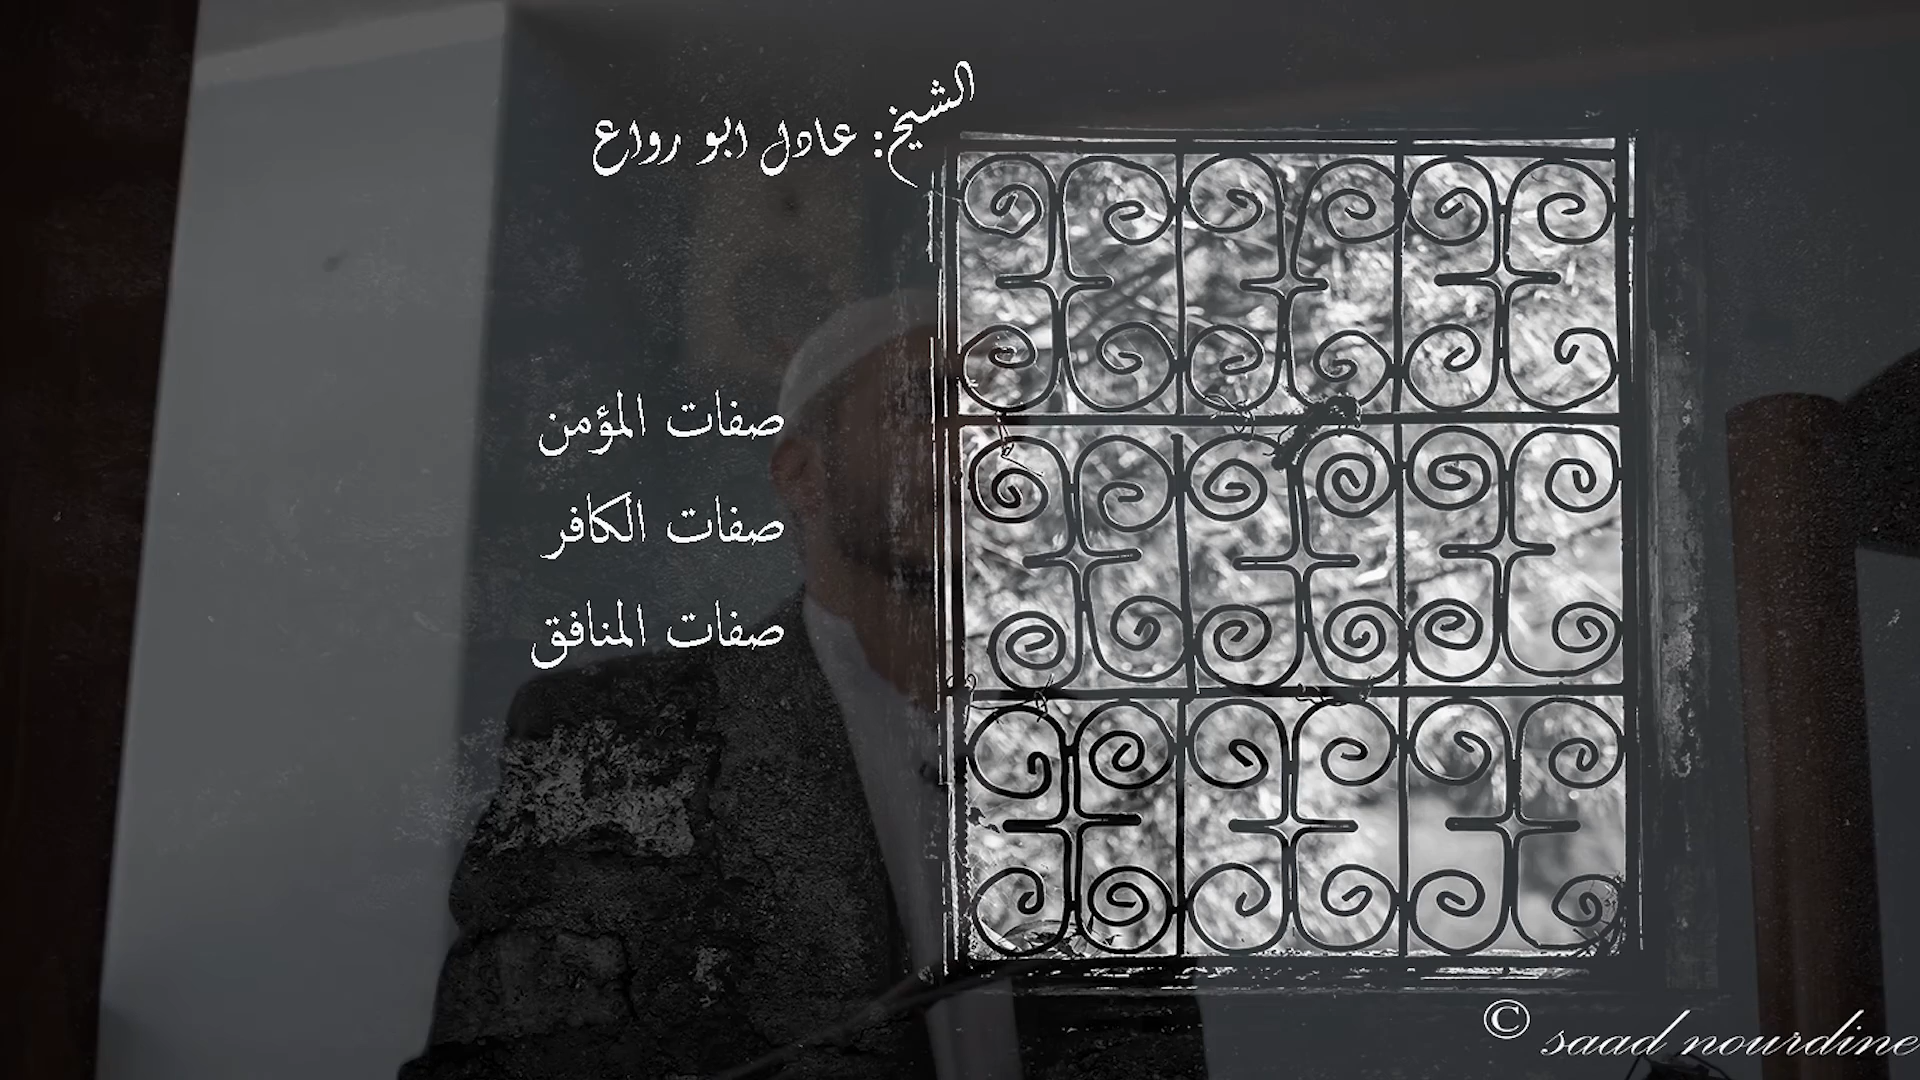 الشيخ: عادل ابو رواع
صفات المؤمن
صفات الكافر
صفات المنافق
© saad nourdine